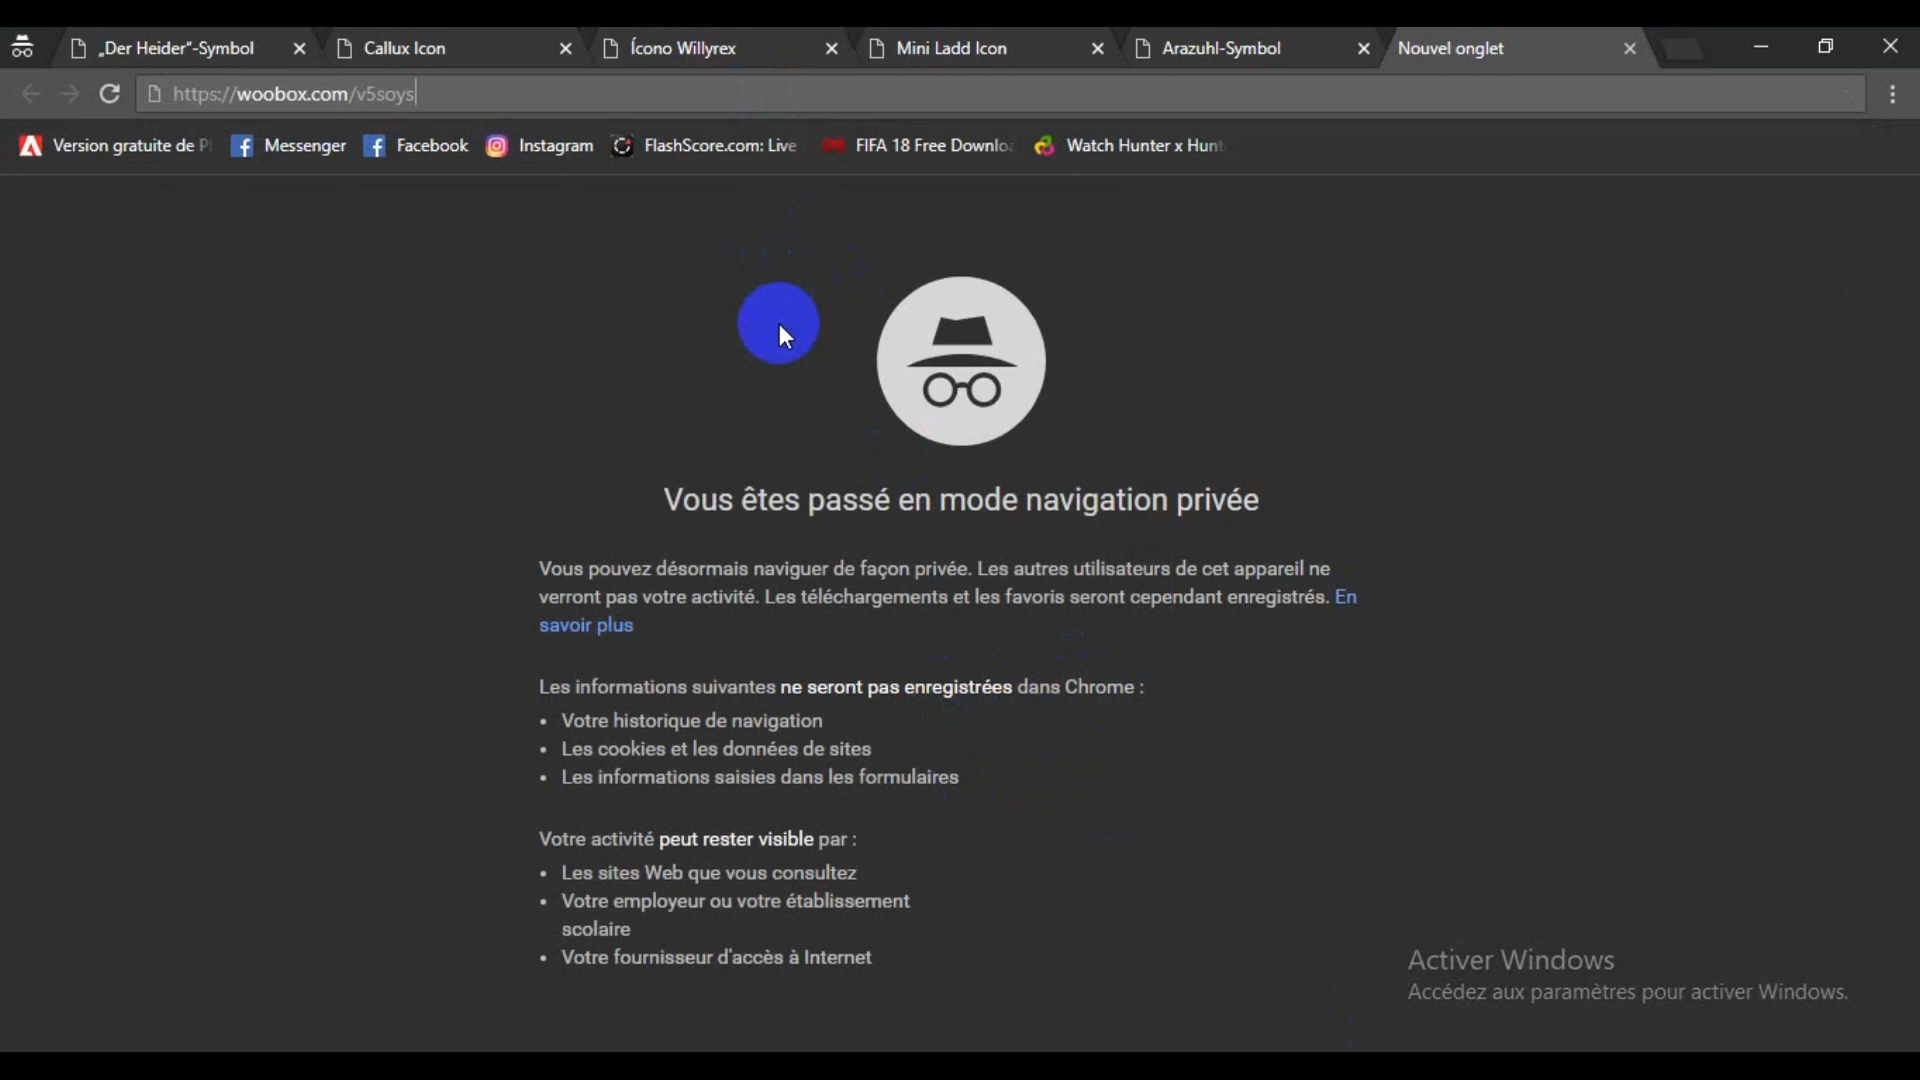 „Der Heider“-Symbol
Callux Icon
Ícono Willyrex
Mini Ladd Icon
Arazuhl-Symbol
Nouvel onglet
https://woobox.com/v5soys
Version gratuite de
Messenger
Facebook
Instagram
FlashScore.com: Live
FIFA 18 Free Downlo
Watch Hunter x Hunt
Vous êtes passé en mode navigation privée
Vous pouvez désormais naviguer de façon privée. Les autres utilisateurs de cet appareil ne
verront pas votre activité. Les téléchargements et les favoris seront cependant enregistrés. En
savoir plus
Les informations suivantes ne seront pas enregistrées dans Chrome :
• Votre historique de navigation
• Les cookies et les données de sites
• Les informations saisies dans les formulaires
Votre activité peut rester visible par :
• Les sites Web que vous consultez
• Votre employeur ou votre établissement
scolaire
• Votre fournisseur d'accès à Internet
Activer Windows
Accédez aux paramètres pour activer Windows.